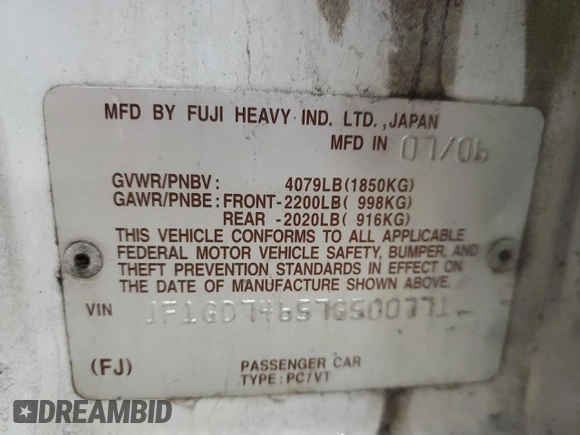 MFD BY FUJI HEAVY IND. LTD., JAPAN
MFD IN 07/06
GVWR/PNBV: 4079LB(1850KG)
GAWR/PNBE: FRONT-2200LB( 998KG)
REAR -2020LB( 916KG)
THIS VEHICLE CONFORMS TO ALL APPLICABLE
FEDERAL MOTOR VEHICLE SAFETY, BUMPER, AND
THEFT PREVENTION STANDARDS IN EFFECT ON
THE DATE OF MANUFACTURE SHOWN ABOVE.
VIN JF1GD74657G500771
(FJ) PASSENGER CAR
TYPE: PC/VT
DREAMBID